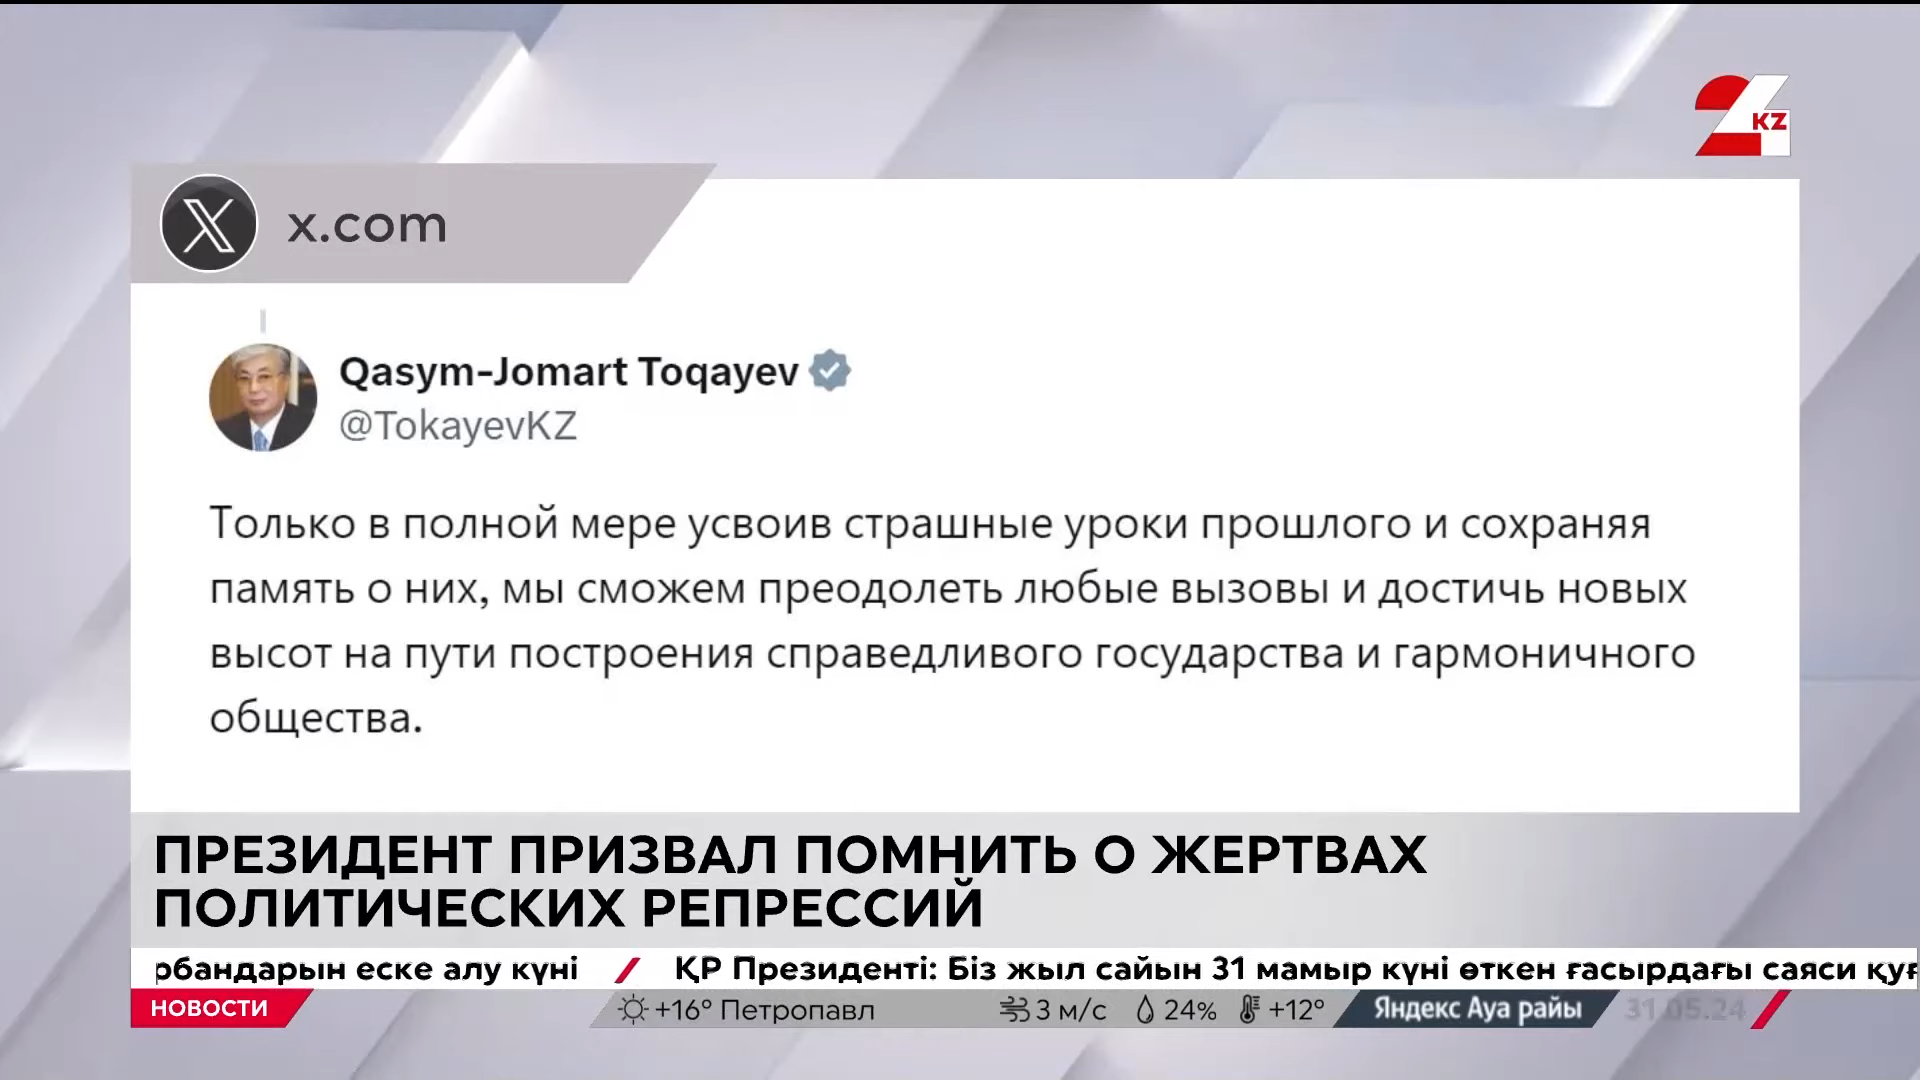 24 KZ
x.com
Qasym-Jomart Toqayev
@TokayevKZ
Только в полной мере усвоив страшные уроки прошлого и сохраняя
память о них, мы сможем преодолеть любые вызовы и достичь новых
высот на пути построения справедливого государства и гармоничного
общества.
ПРЕЗИДЕНТ ПРИЗВАЛ ПОМНИТЬ О ЖЕРТВАХ
ПОЛИТИЧЕСКИХ РЕПРЕССИЙ
рбандарын еске алу күні / ҚР Президенті: Біз жыл сайын 31 мамыр күні өткен ғасырдағы саяси қуғ
НОВОСТИ +16° Петропавл 3 м/с 24% +12° Яндекс Ауа райы 31.05.24